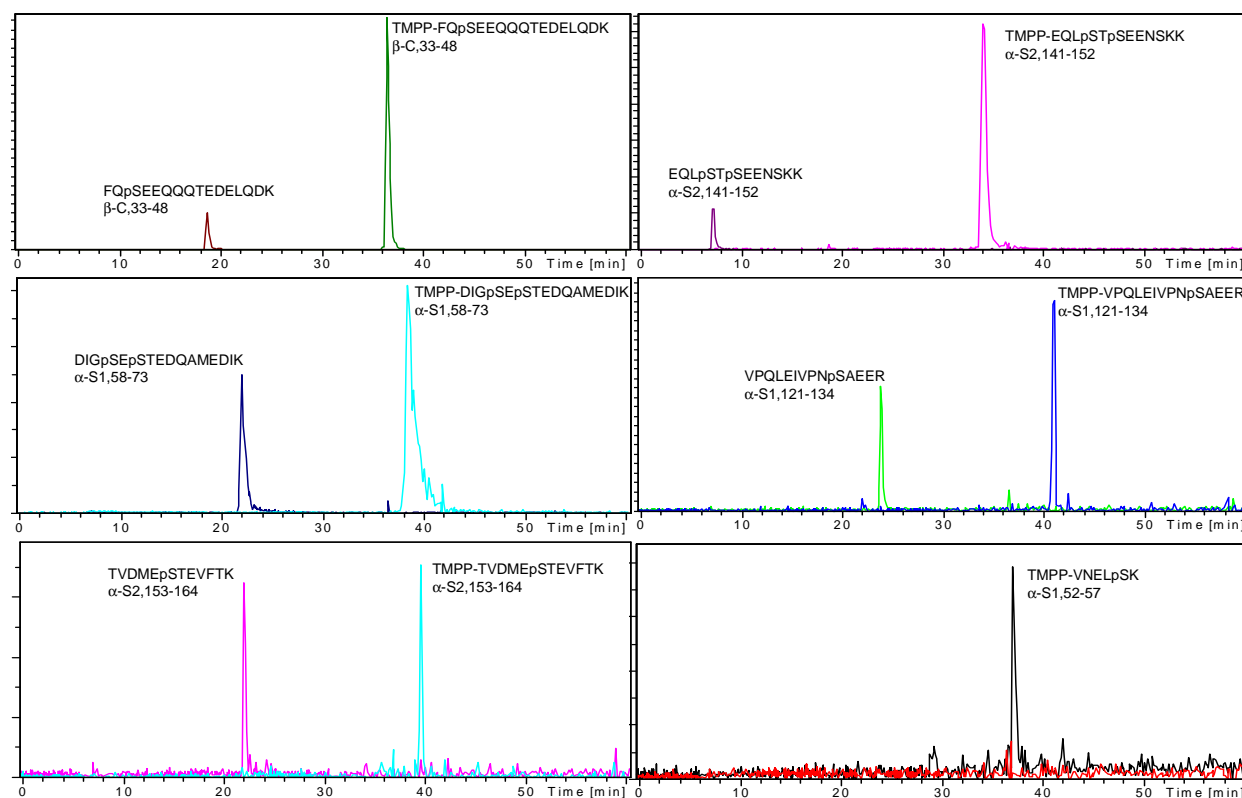 TMPP-FQpSEEQQQTEDELQDK
β-C,33-48
FQpSEEQQQTEDELQDK
β-C,33-48
0 10 20 30 40 50 Time [min]
TMPP-EQLpSTpSEENSKK
α-S2,141-152
EQLpSTpSEENSKK
α-S2,141-152
0 10 20 30 40 50 Time [min]
TMPP-DIGpSEpSTEDQAMEDIK
α-S1,58-73
DIGpSEpSTEDQAMEDIK
α-S1,58-73
0 10 20 30 40 50 Time [min]
TMPP-VPQLEIVPNpSAEER
α-S1,121-134
VPQLEIVPNpSAEER
α-S1,121-134
0 10 20 30 40 50 Time [min]
TVDMEpSTEVFTK
α-S2,153-164
TMPP-TVDMEpSTEVFTK
α-S2,153-164
0 10 20 30 40 50 Time [min]
TMPP-VNELpSK
α-S1,52-57
0 10 20 30 40 50 Time [min]